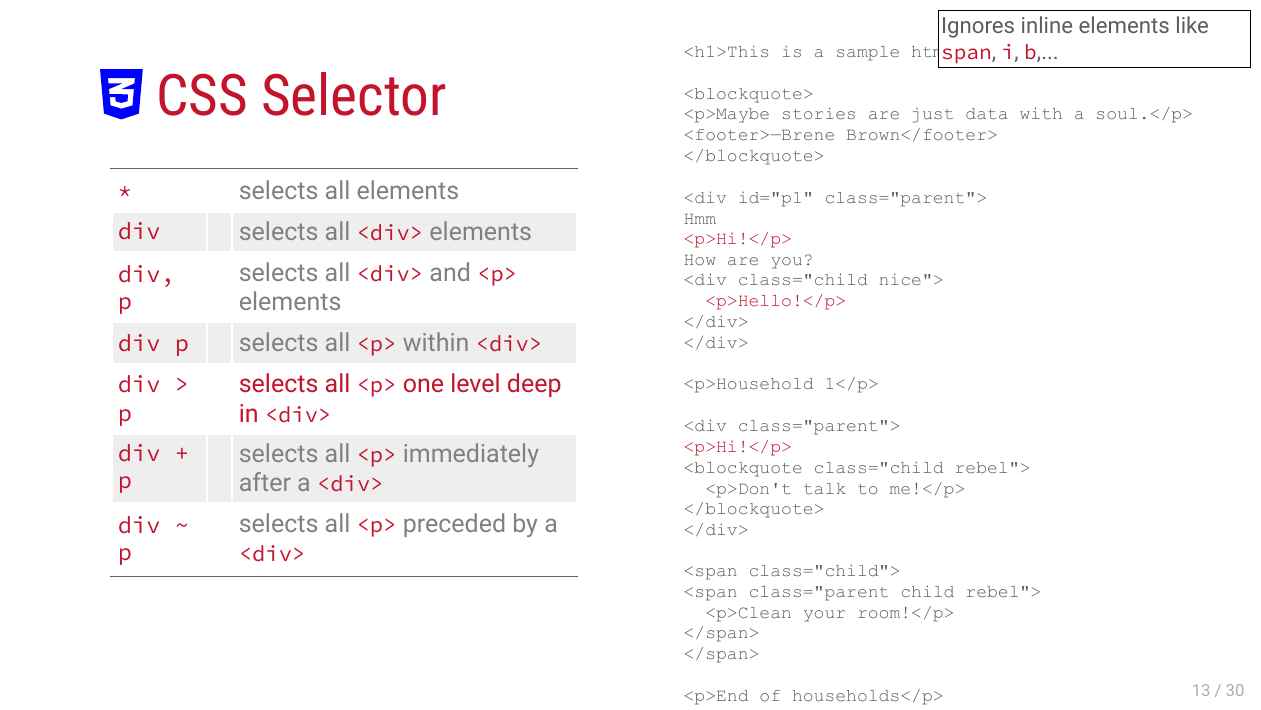 CSS Selector
* selects all elements
div selects all <div> elements
div, selects all <div> and <p>
p elements
div p selects all <p> within <div>
div > selects all <p> one level deep
p in <div>
div + selects all <p> immediately
p after a <div>
div ~ selects all <p> preceded by a
p <div>
Ignores inline elements like
span, i, b,...
<h1>This is a sample
<blockquote>
<p>Maybe stories are just data with a soul.</p>
<footer>—Brene Brown</footer>
</blockquote>
<div id="p1" class="parent">
Hmm
<p>Hi!</p>
How are you?
<div class="child nice">
<p>Hello!</p>
</div>
</div>
<p>Household 1</p>
<div class="parent">
<p>Hi!</p>
<blockquote class="child rebel">
<p>Don't talk to me!</p>
</blockquote>
</div>
<span class="child">
<span class="parent child rebel">
<p>Clean your room!</p>
</span>
</span>
<p>End of households</p>
13 / 30